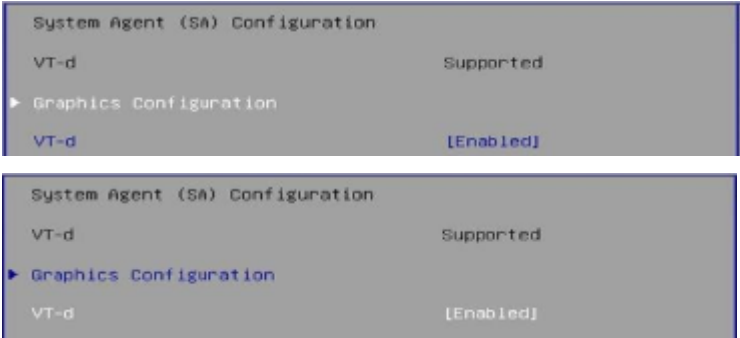 System Agent (SA) Configuration
VT-d Supported
Graphics Configuration
VT-d [Enabled]
System Agent (SA) Configuration
VT-d Supported
Graphics Configuration
VT-d [Enabled]